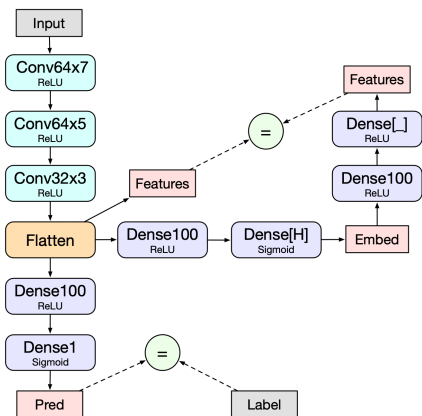 Input
Conv64x7
ReLU
Conv64x5
ReLU
Conv32x3
ReLU
Flatten
Features
Dense100
ReLU
Dense[H]
Sigmoid
Embed
Dense100
ReLU
Dense[_]
ReLU
Features
=
Dense100
ReLU
Dense1
Sigmoid
Pred
=
Label